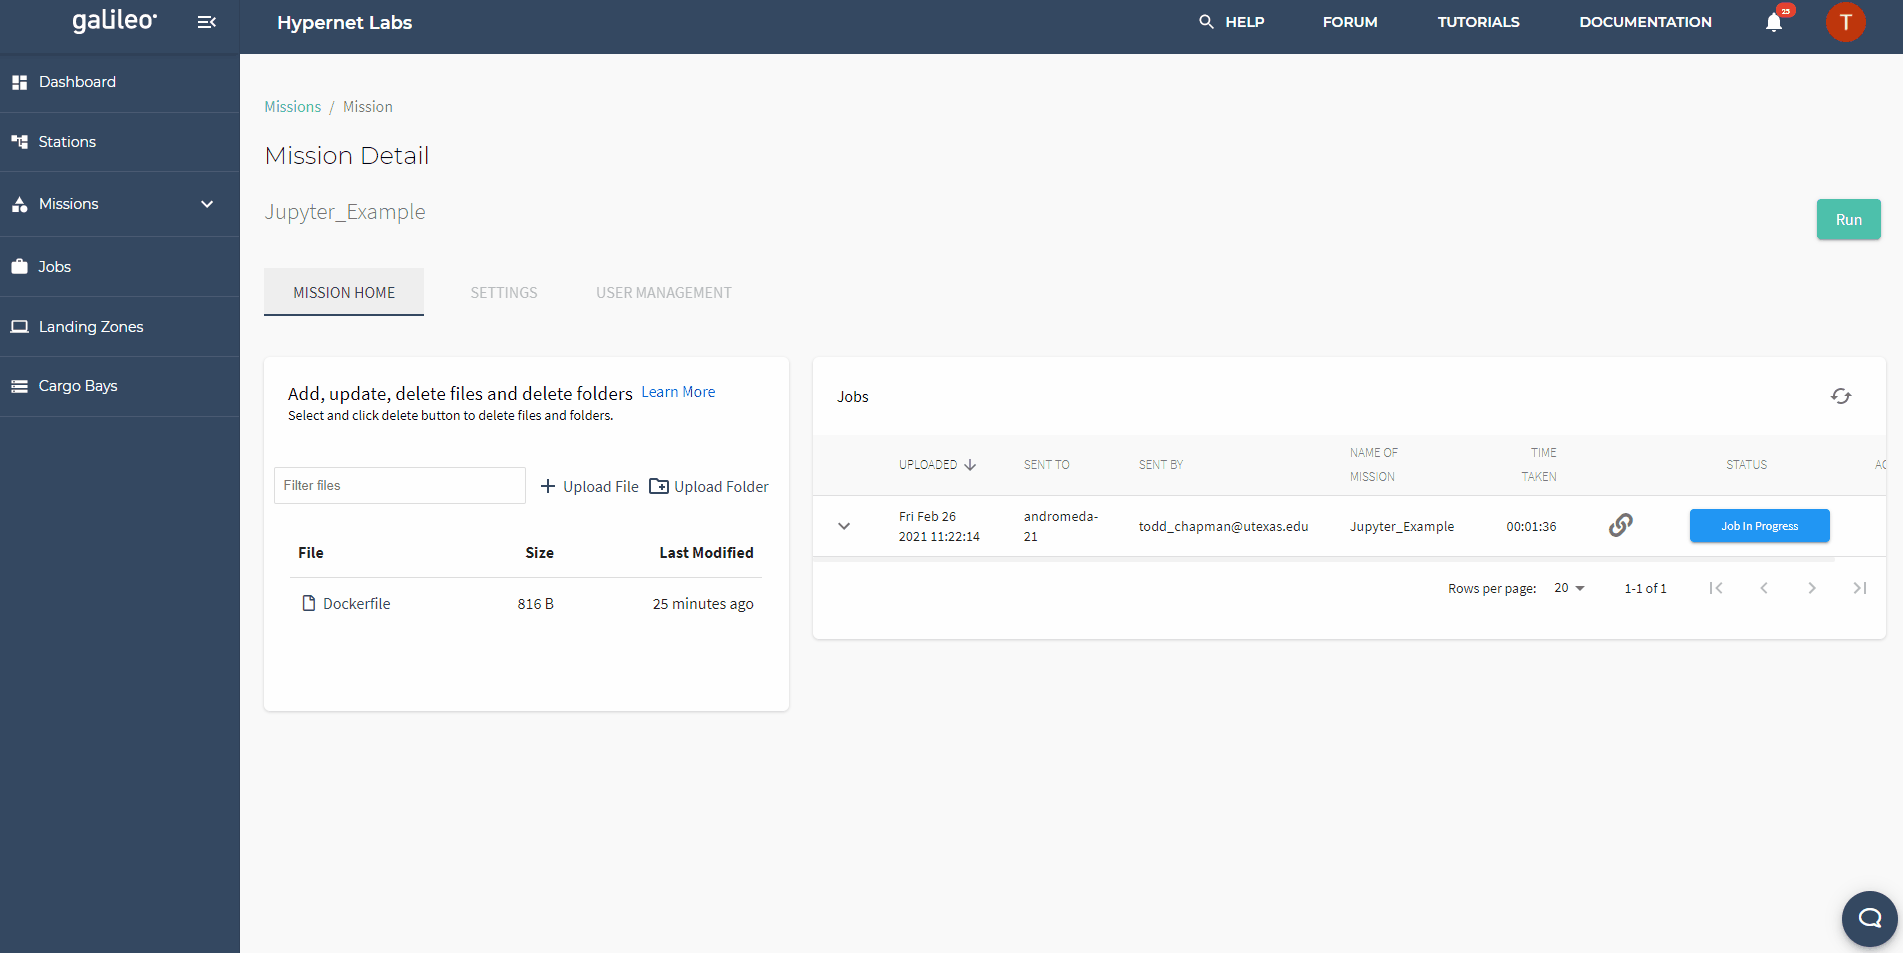 galileo
Hypernet Labs
HELP
FORUM
TUTORIALS
DOCUMENTATION
25
T
Dashboard
Stations
Missions
Jobs
Landing Zones
Cargo Bays
Missions / Mission
Mission Detail
Jupyter_Example
Run
MISSION HOME
SETTINGS
USER MANAGEMENT
Add, update, delete files and delete folders Learn More
Select and click delete button to delete files and folders.
Filter files
Upload File
Upload Folder
File Size Last Modified
Dockerfile 816 B 25 minutes ago
Jobs
UPLOADED
SENT TO
SENT BY
NAME OF
MISSION
TIME
TAKEN
STATUS
AC
Fri Feb 26
2021 11:22:14
andromeda-
21
todd_chapman@utexas.edu
Jupyter_Example
00:01:36
Job In Progress
Rows per page: 20 1-1 of 1